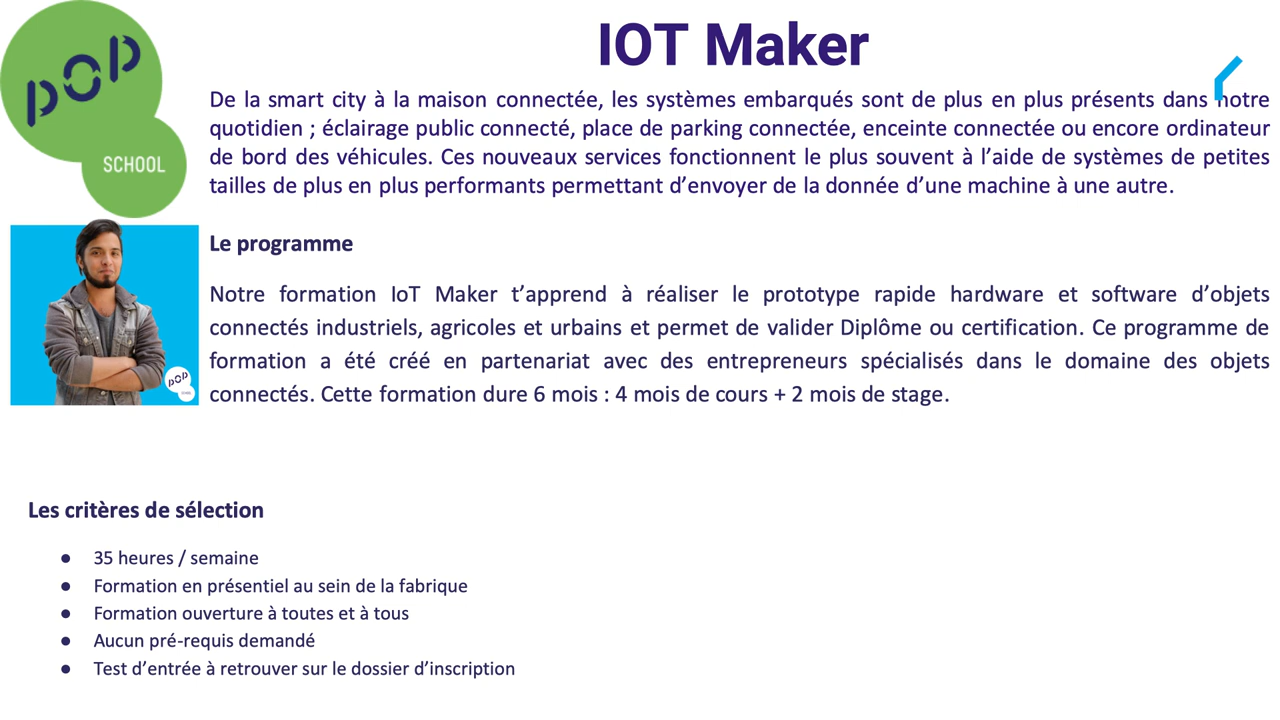 pop
SCHOOL
IOT Maker
De la smart city à la maison connectée, les systèmes embarqués sont de plus en plus présents dans notre
quotidien ; éclairage public connecté, place de parking connectée, enceinte connectée ou encore ordinateur
de bord des véhicules. Ces nouveaux services fonctionnent le plus souvent à l’aide de systèmes de petites
tailles de plus en plus performants permettant d’envoyer de la donnée d’une machine à une autre.
Le programme
Notre formation IoT Maker t’apprend à réaliser le prototype rapide hardware et software d’objets
connectés industriels, agricoles et urbains et permet de valider Diplôme ou certification. Ce programme de
formation a été créé en partenariat avec des entrepreneurs spécialisés dans le domaine des objets
connectés. Cette formation dure 6 mois : 4 mois de cours + 2 mois de stage.
pop
Les critères de sélection
● 35 heures / semaine
● Formation en présentiel au sein de la fabrique
● Formation ouverture à toutes et à tous
● Aucun pré-requis demandé
● Test d’entrée à retrouver sur le dossier d’inscription